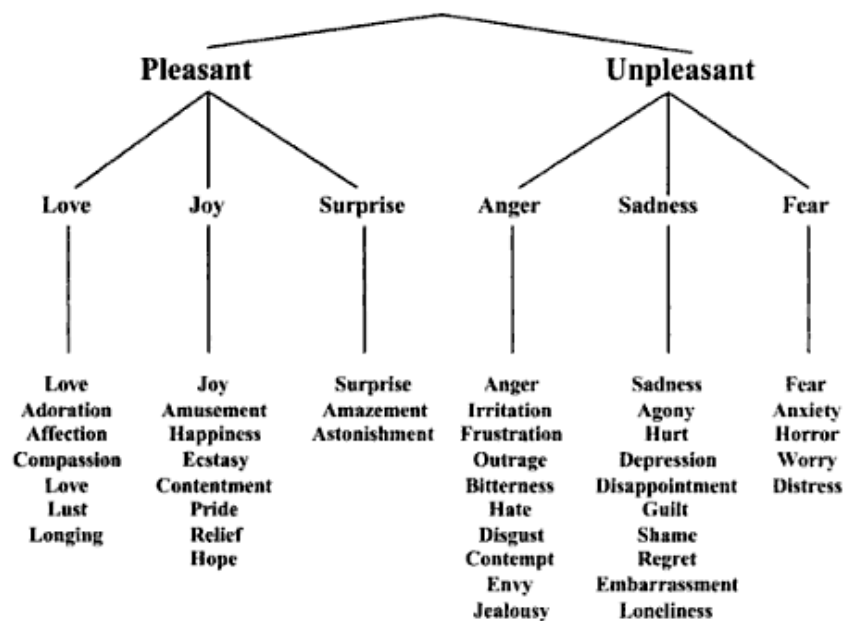 Pleasant Unpleasant
Love Joy Surprise Anger Sadness Fear
Love Joy Surprise Anger Sadness Fear
Adoration Amusement Amazement Irritation Agony Anxiety
Affection Happiness Astonishment Frustration Hurt Horror
Compassion Ecstasy Outrage Depression Worry
Love Contentment Bitterness Disappointment Distress
Lust Pride Hate Guilt
Longing Relief Disgust Shame
Hope Contempt Regret
Envy Embarrassment
Jealousy Loneliness